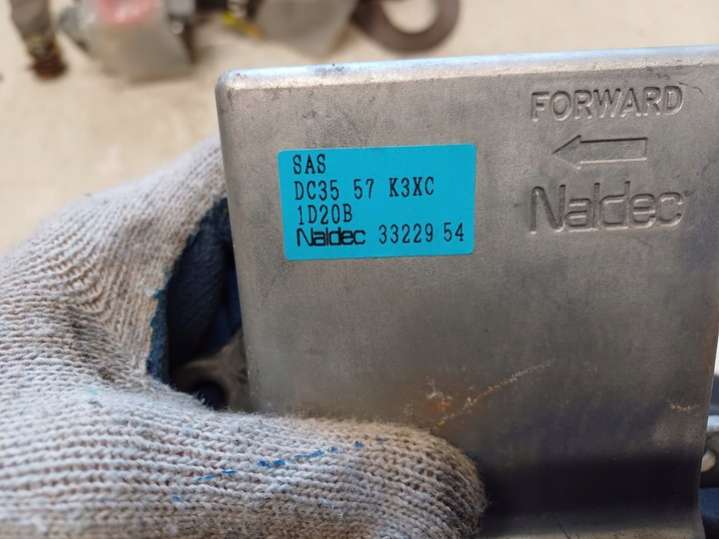 FORWARD
Naldec
SAS
DC35 57 K3XC
1D20B
Naldec 33229 54